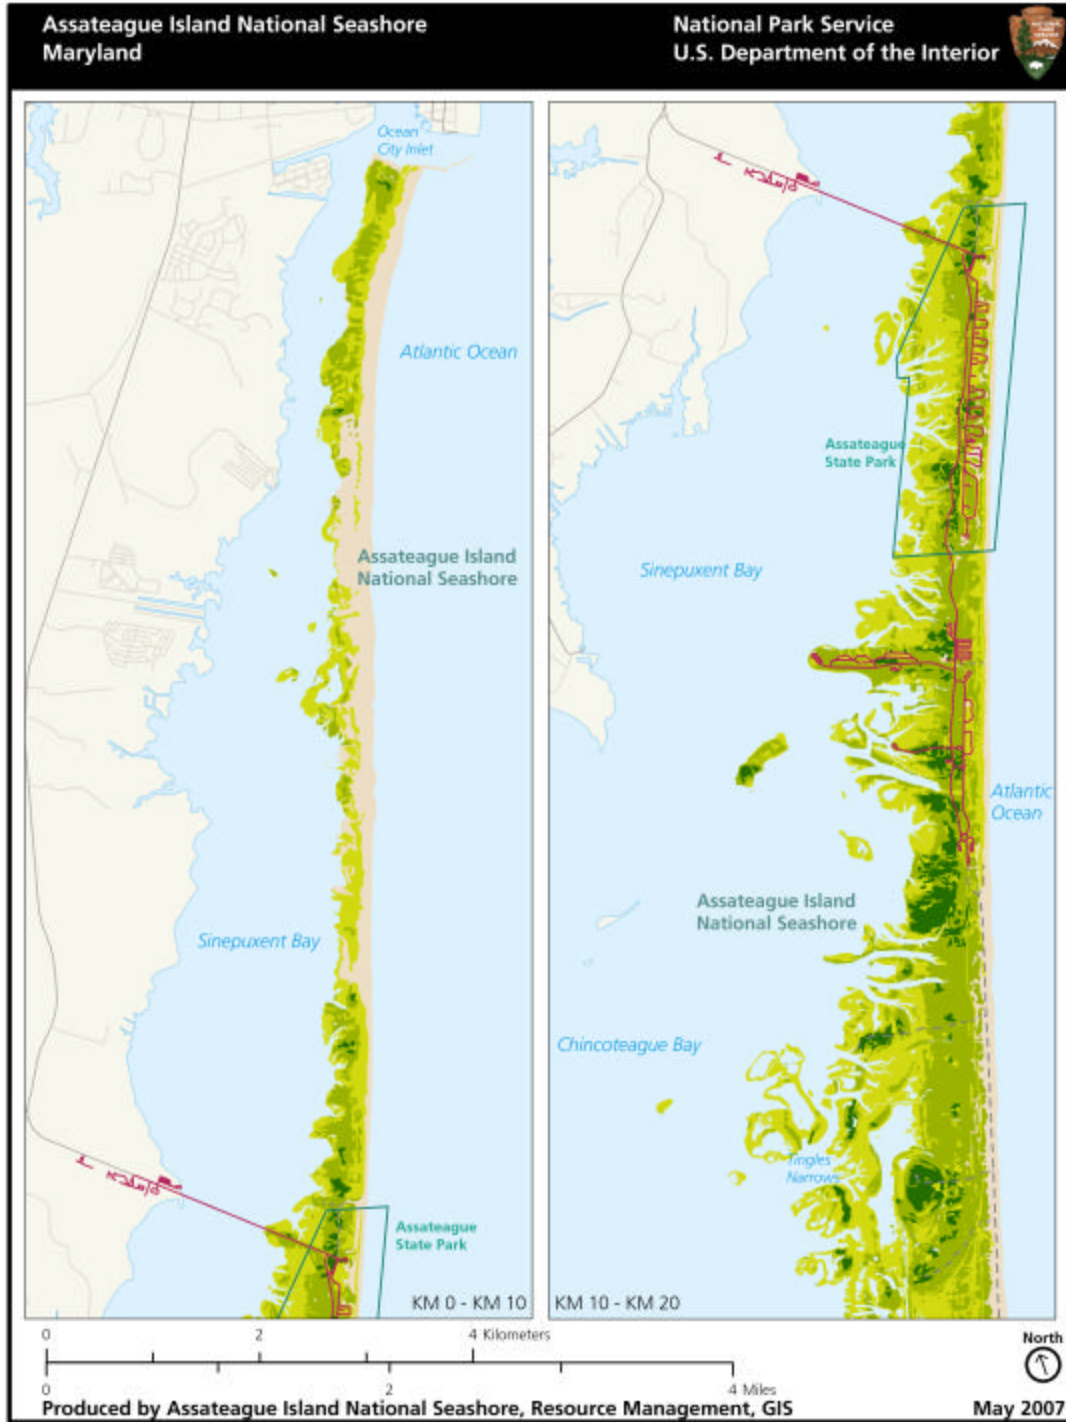 Assateague Island National Seashore
Maryland
National Park Service
U.S. Department of the Interior
Ocean
City Inlet
Atlantic Ocean
Assateague Island
National Seashore
Sinepuxent Bay
Assateague
State Park
KM 0 - KM 10
Assateague
State Park
Sinepuxent Bay
Atlantic
Ocean
Assateague Island
National Seashore
Chincoteague Bay
Tingles
Narrows
KM 10 - KM 20
0 2 4 Kilometers
0 2 4 Miles
North
Produced by Assateague Island National Seashore, Resource Management, GIS
May 2007